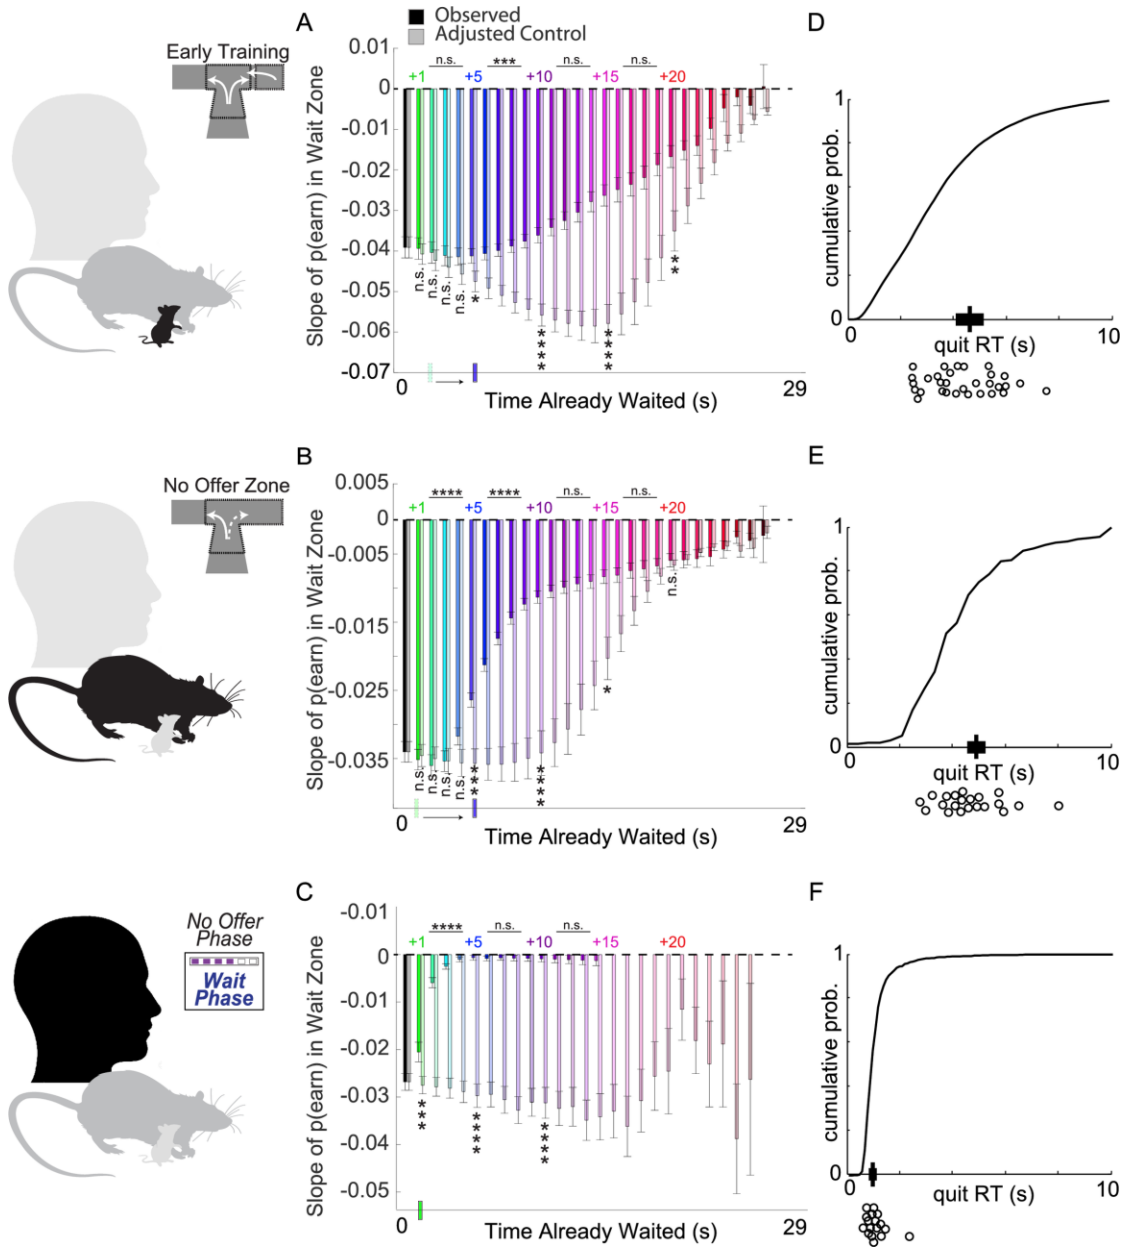 A
Observed
Adjusted Control
D
Early Training
0.01
n.s.
***
n.s.
n.s.
+1
+5
+10
+15
+20
0
-0.01
-0.02
-0.03
-0.04
-0.05
-0.06
-0.07
Slope of p(earn) in Wait Zone
n.s.
n.s.
n.s.
n.s.
*
****
****
**
0
29
Time Already Waited (s)
1
cumulative prob.
0
0
10
quit RT (s)
B
E
No Offer Zone
0.005
****
****
n.s.
n.s.
+1
+5
+10
+15
+20
0
-0.005
-0.015
-0.025
-0.035
Slope of p(earn) in Wait Zone
n.s.
n.s.
n.s.
n.s.
****
****
*
n.s.
0
29
Time Already Waited (s)
1
cumulative prob.
0
0
10
quit RT (s)
C
F
No Offer
Phase
Wait
Phase
-0.01
****
n.s.
n.s.
+1
+5
+10
+15
+20
0
-0.01
-0.02
-0.03
-0.04
-0.05
Slope of p(earn) in Wait Zone
***
****
****
0
29
Time Already Waited (s)
1
cumulative prob.
0
0
10
quit RT (s)